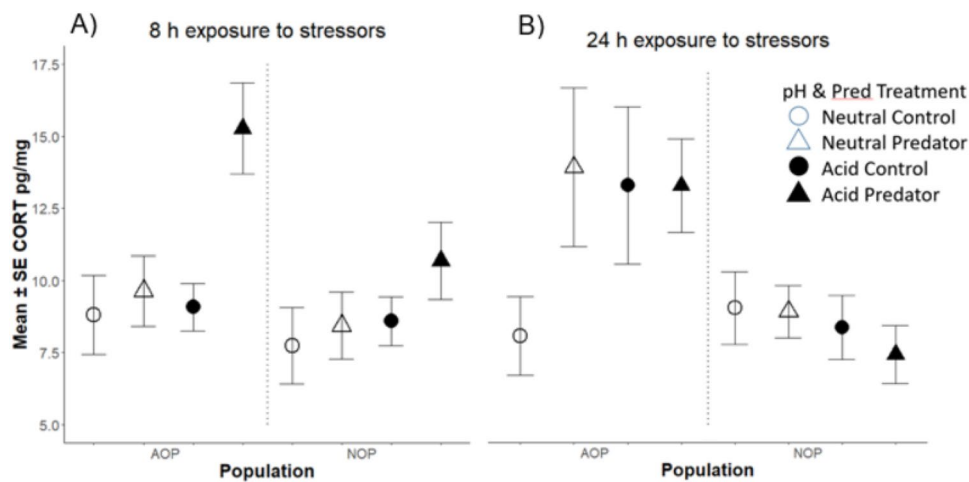 A)
8 h exposure to stressors
B)
24 h exposure to stressors
Mean ± SE CORT pg/mg
17.5
15.0
12.5
10.0
7.5
5.0
pH & Pred Treatment
Neutral Control
Neutral Predator
Acid Control
Acid Predator
AOP
NOP
AOP
NOP
Population
Population